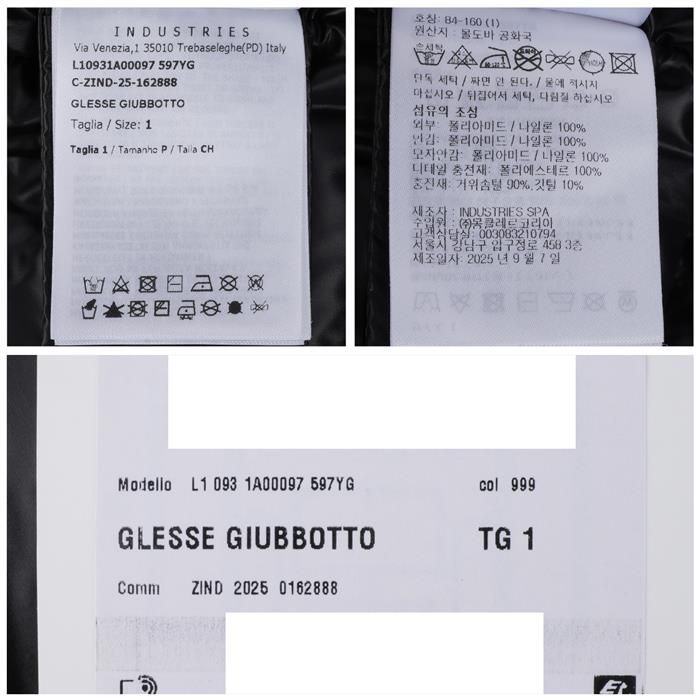 INDUSTRIES
Via Venezia,1 35010 Trebaseleghe(PD) Italy
L10931A00097 597YG
C-ZIND-25-162888
GLESSE GIUBBOTTO
Taglia / Size: 1
Taglia 1 / Tamanho P / Talla CH
호칭: 84-160 (1)
원산지: 몰도바 공화국
손세탁
단독 세탁 / 짜면 안 된다. / 물에 적시지
마십시오 / 뒤집어서 세탁, 다림질 하십시오
섬유의 조성
겉감: 폴리아미드 / 나일론 100%
안감: 폴리아미드 / 나일론 100%
모자안감: 폴리아미드 / 나일론 100%
디테일 충전재: 폴리에스테르 100%
충전재: 거위솜털 90%, 깃털 10%
제조자: INDUSTRIES SPA
수입원: ㈜몽클레르코리아
고객상담실: 003083210794
서울시 강남구 압구정로 458 3층
제조일자: 2025 년 9 월 7 일
Modello L1 093 1A00097 597YG col 999
GLESSE GIUBBOTTO TG 1
Comm ZIND 2025 0162888